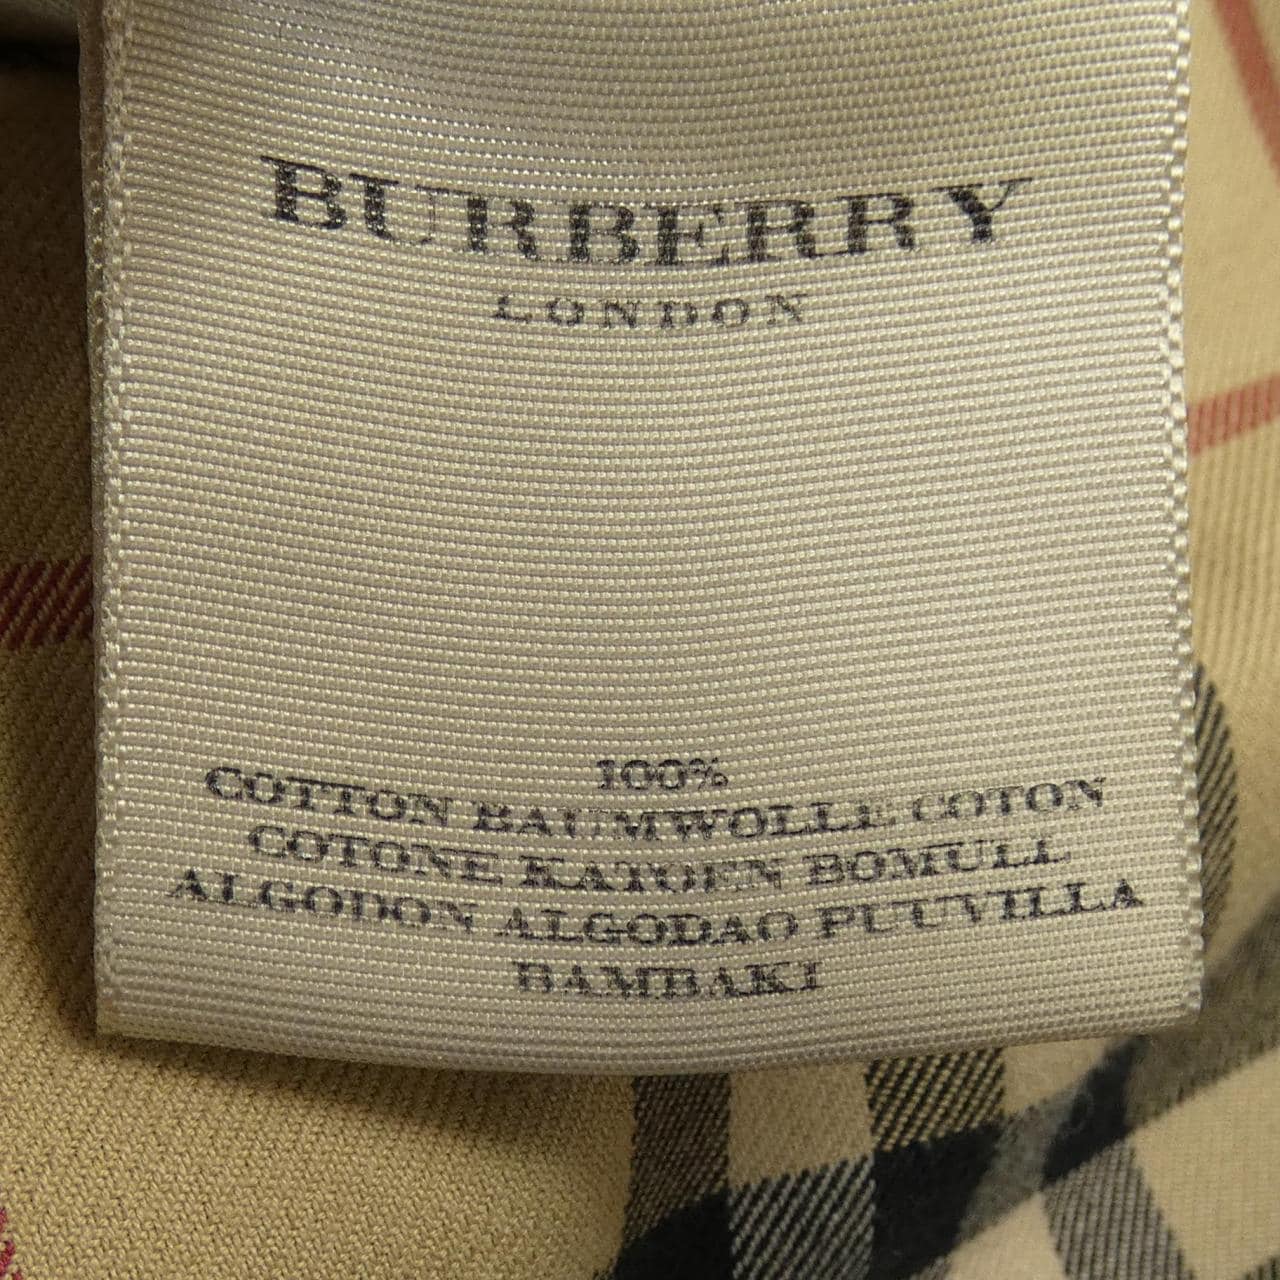 BURBERRY
LONDON
100%
COTTON BAUMWOLLE COTON
COTONE KATOEN BOMULL
ALGODON ALGODAO PUUVILLA
BAMBAKI